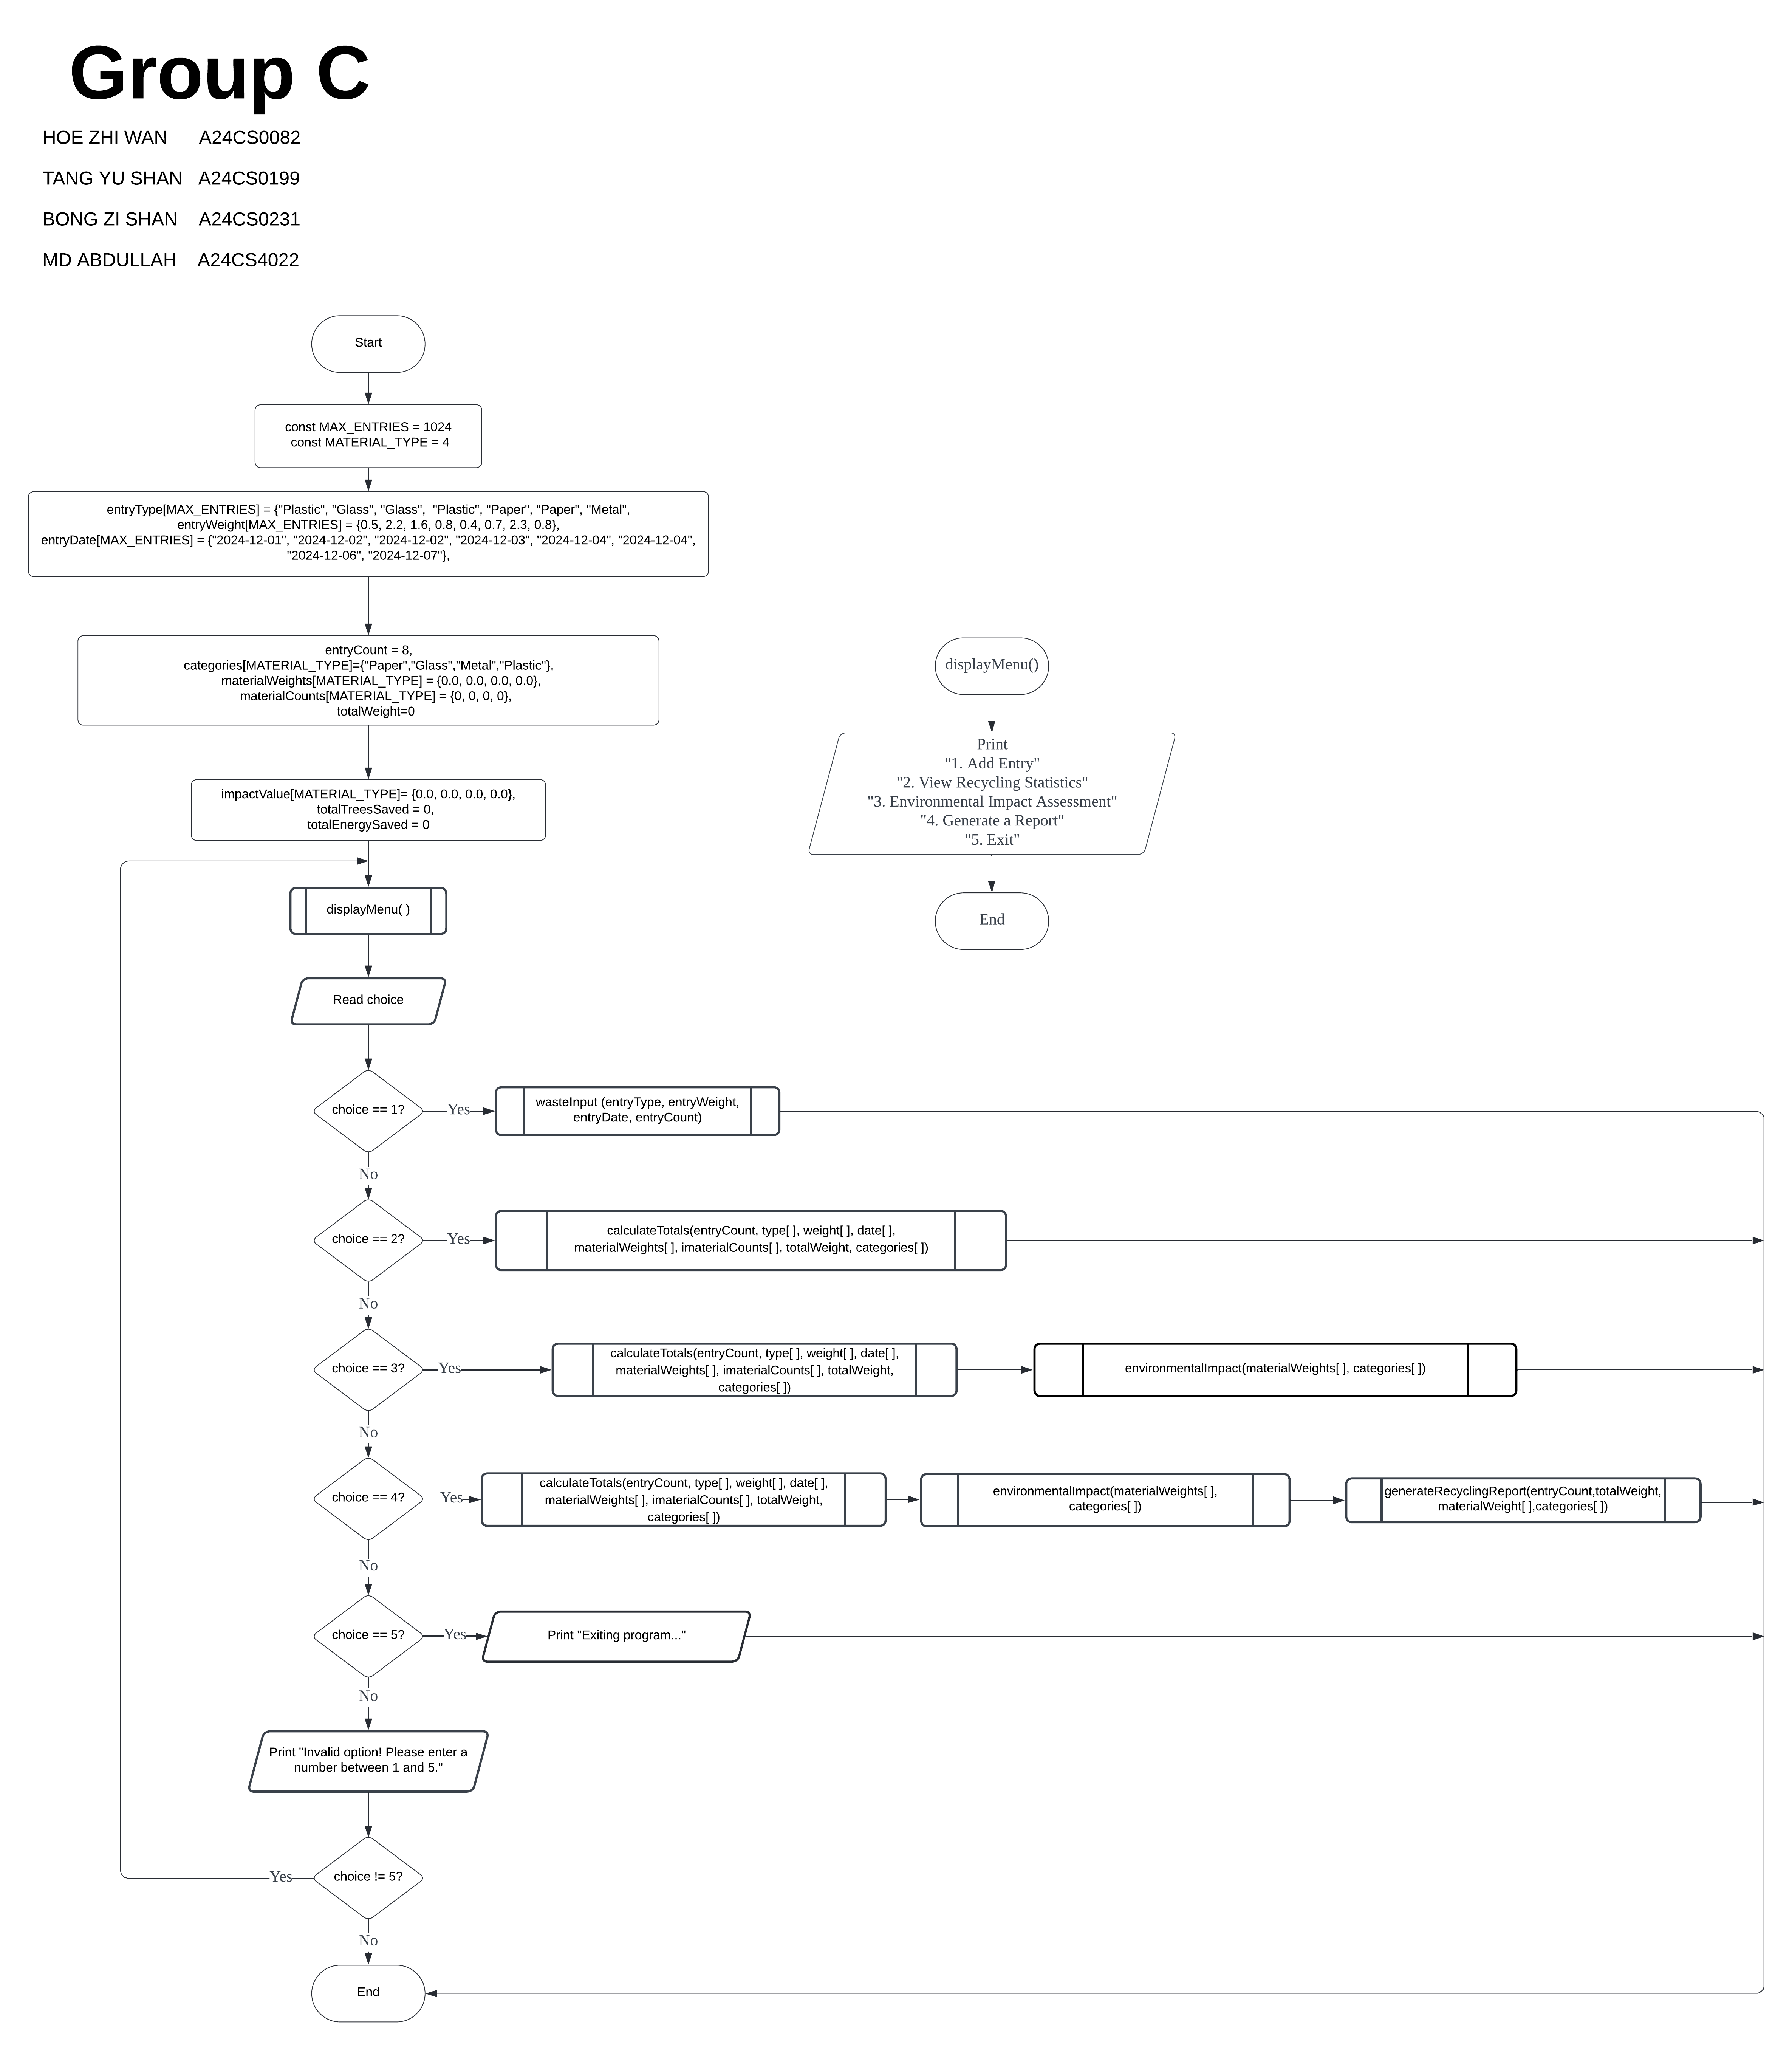 Group C
HOE ZHI WAN A24CS0082
TANG YU SHAN A24CS0199
BONG ZI SHAN A24CS0231
MD ABDULLAH A24CS4022
Start
const MAX_ENTRIES = 1024
const MATERIAL_TYPE = 4
entryType[MAX_ENTRIES] = {"Plastic", "Glass", "Glass", "Plastic", "Paper", "Paper", "Metal",
entryWeight[MAX_ENTRIES] = {0.5, 2.2, 1.6, 0.8, 0.4, 0.7, 2.3, 0.8},
entryDate[MAX_ENTRIES] = {"2024-12-01", "2024-12-02", "2024-12-02", "2024-12-03", "2024-12-04", "2024-12-04",
"2024-12-06", "2024-12-07"},
entryCount = 8,
categories[MATERIAL_TYPE]={"Paper","Glass","Metal","Plastic"},
materialWeights[MATERIAL_TYPE] = {0.0, 0.0, 0.0, 0.0},
materialCounts[MATERIAL_TYPE] = {0, 0, 0, 0},
totalWeight=0
impactValue[MATERIAL_TYPE]= {0.0, 0.0, 0.0, 0.0},
totalTreesSaved = 0,
totalEnergySaved = 0
displayMenu()
Print
"1. Add Entry"
"2. View Recycling Statistics"
"3. Environmental Impact Assessment"
"4. Generate a Report"
"5. Exit"
End
displayMenu( )
Read choice
choice == 1?
Yes
wasteInput (entryType, entryWeight,
entryDate, entryCount)
No
choice == 2?
Yes
calculateTotals(entryCount, type[ ], weight[ ], date[ ],
materialWeights[ ], imaterialCounts[ ], totalWeight, categories[ ])
No
choice == 3?
Yes
calculateTotals(entryCount, type[ ], weight[ ], date[ ],
materialWeights[ ], imaterialCounts[ ], totalWeight,
categories[ ])
environmentalImpact(materialWeights[ ], categories[ ])
No
choice == 4?
Yes
calculateTotals(entryCount, type[ ], weight[ ], date[ ],
materialWeights[ ], imaterialCounts[ ], totalWeight,
categories[ ])
environmentalImpact(materialWeights[ ],
categories[ ])
generateRecyclingReport(entryCount,totalWeight,
materialWeight[ ],categories[ ])
No
choice == 5?
Yes
Print "Exiting program..."
No
Print "Invalid option! Please enter a
number between 1 and 5."
choice != 5?
Yes
No
End